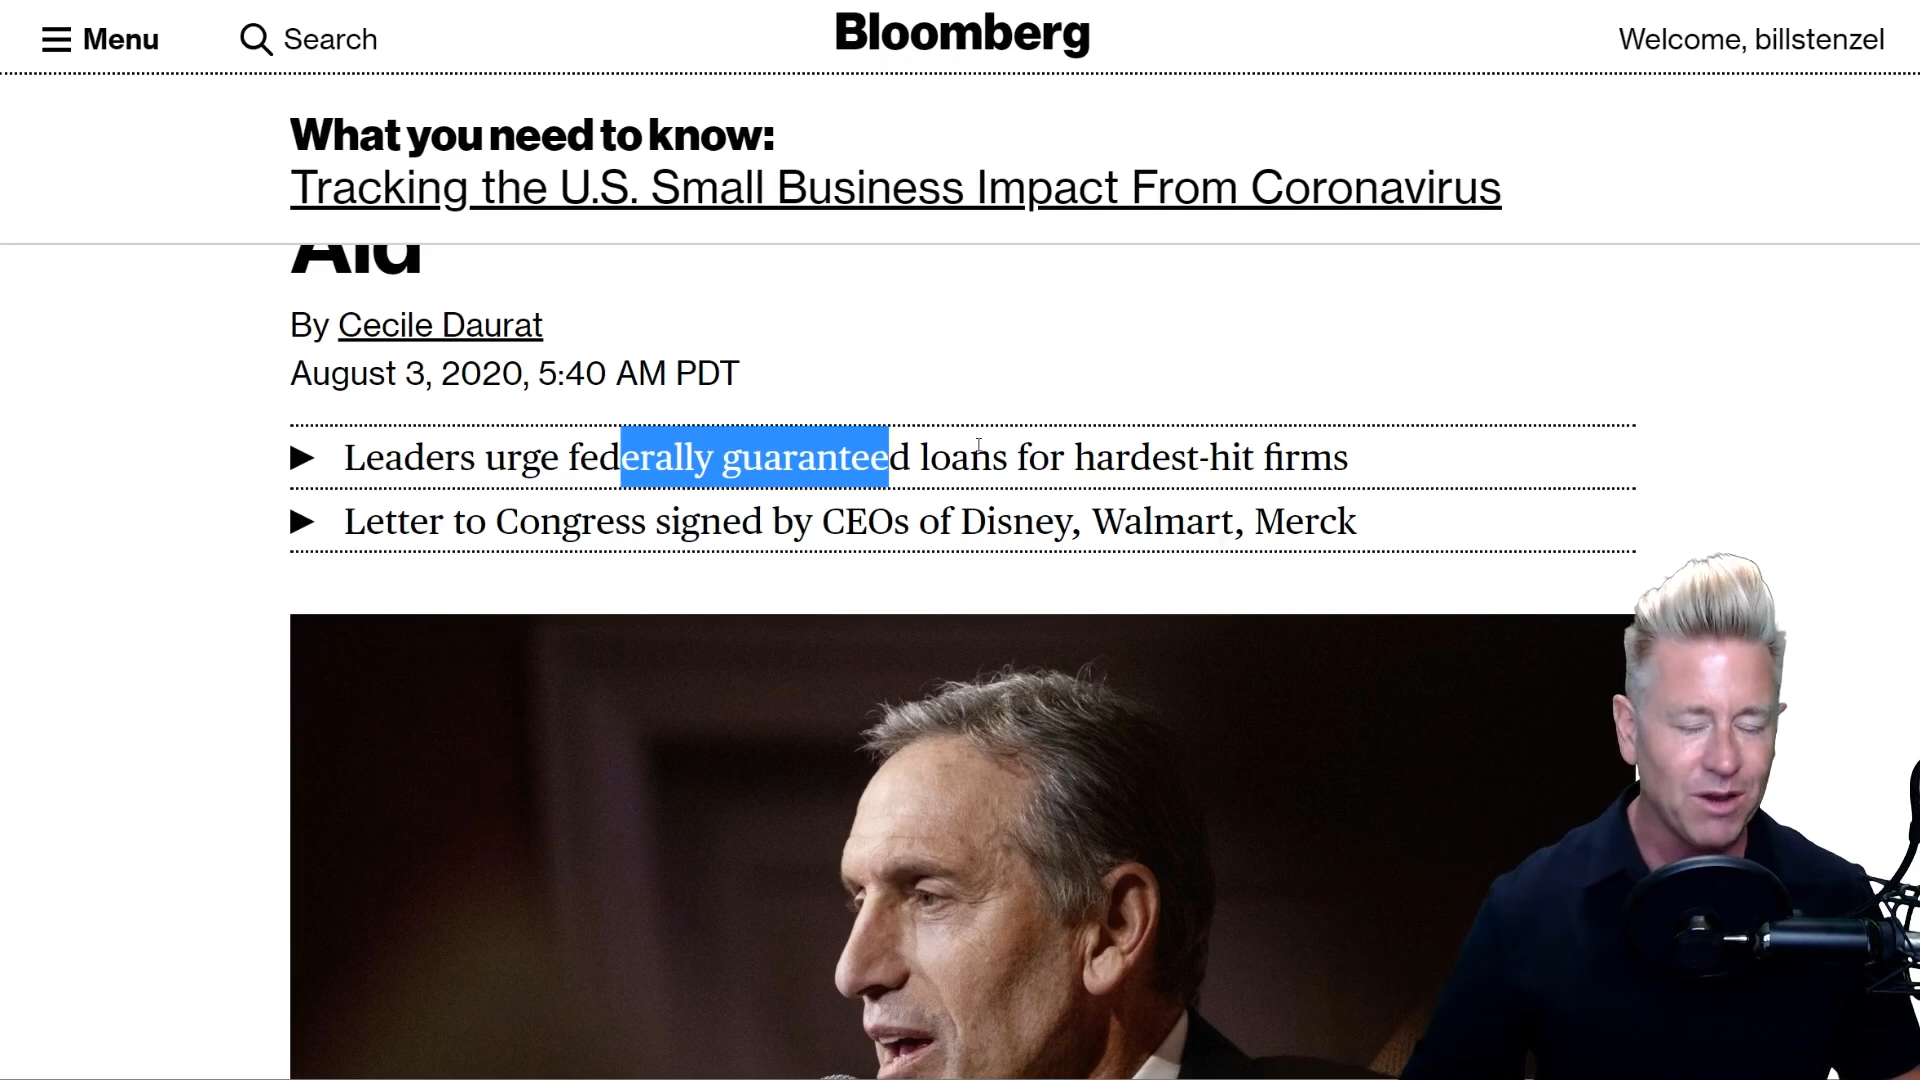 Menu
Search
Bloomberg
Welcome, billstenzel
What you need to know:
Tracking the U.S. Small Business Impact From Coronavirus
Aid
By Cecile Daurat
August 3, 2020, 5:40 AM PDT
Leaders urge federally guaranteed loans for hardest-hit firms
Letter to Congress signed by CEOs of Disney, Walmart, Merck